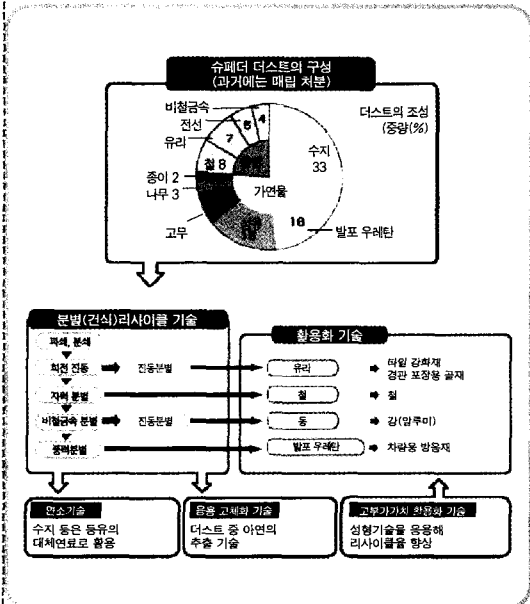 슈페더 더스트의 구성
(과거에는 매립 처분)
더스트의 조성
(중량(%)
비철금속
전선
유리
4
5
7
철 8
종이 2
나무 3
고무
수지
33
가연물
16
발포 우레탄
분별(건식)리사이클 기술
파쇄, 분쇄
회전 진동
진동분별
자력 분별
비철금속 분별
진동분별
풍력분별
활용화 기술
유리
타일 강화재
경관 포장용 골재
철
철
동
강(알루미)
발포 우레탄
차량용 방음재
연소기술
수지 등은 등유의
대체연료로 활용
용융 고체화 기술
더스트 중 아연의
추출 기술
고부가가치 활용화 기술
성형기술을 응용해
리사이클율 향상